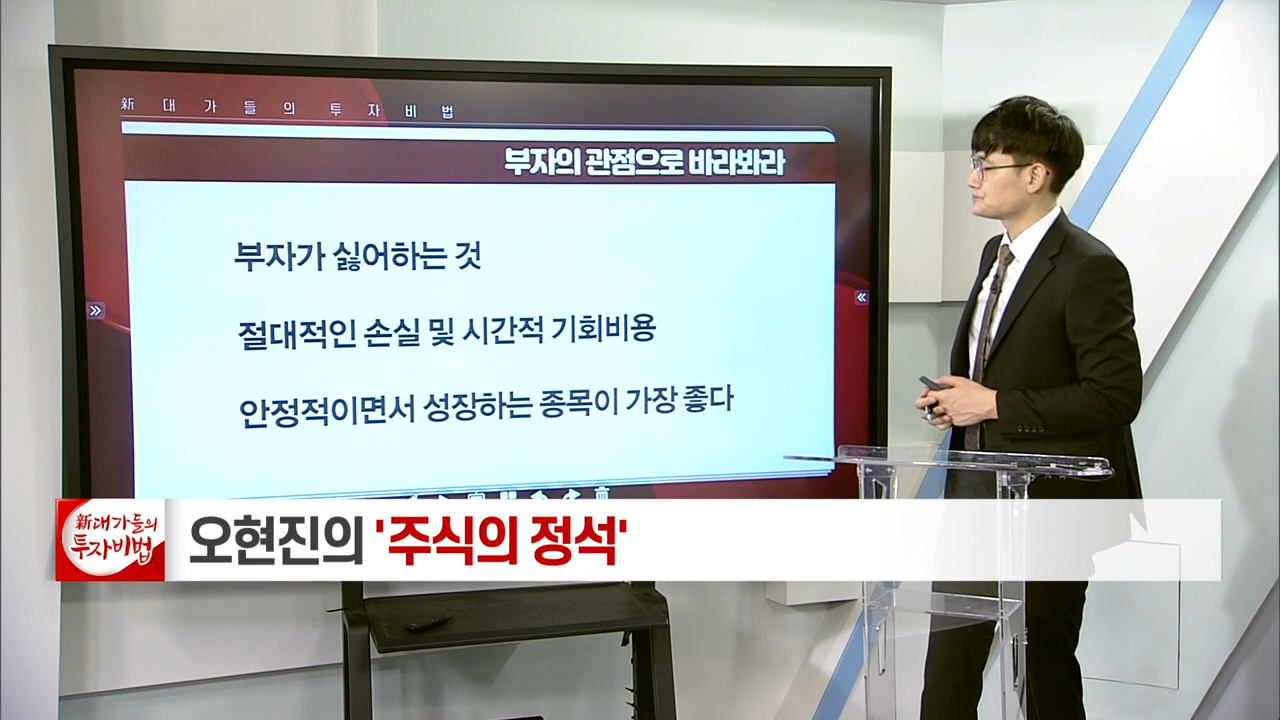 新 대 가 들 의 투 자 비 법
부자의 관점으로 바라봐라
부자가 싫어하는 것
절대적인 손실 및 시간적 기회비용
안정적이면서 성장하는 종목이 가장 좋다
新대가들의
투자비법
오현진의 '주식의 정석'